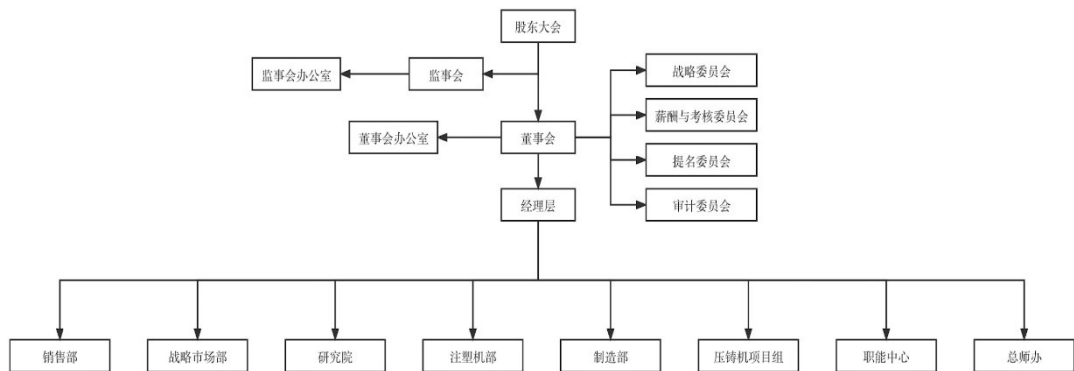 股东大会
监事会办公室
监事会
战略委员会
薪酬与考核委员会
董事会办公室
董事会
提名委员会
经理层
审计委员会
销售部
战略市场部
研究院
注塑机部
制造部
压铸机项目组
职能中心
总师办